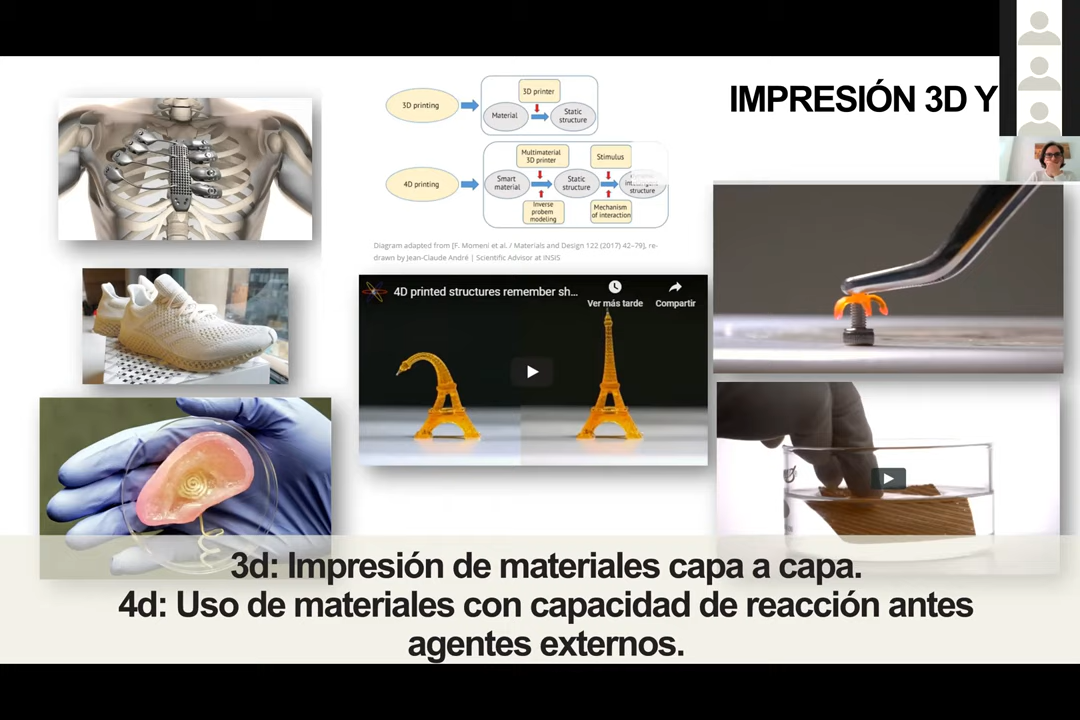 IMPRESIÓN 3D Y
3D printing
3D printer
Material
Static
structure
4D printing
Multimaterial
3D printer
Stimulus
Smart
material
Static
structure
structure
Inverse
probem
modeling
Mechanism
of interaction
Diagram adapted from [F. Momeni et al. / Materials and Design 122 (2017) 42–79], re-
drawn by Jean-Claude André | Scientific Advisor at INSIS
4D printed structures remember sh...
Ver más tarde
Compartir
3d: Impresión de materiales capa a capa.
4d: Uso de materiales con capacidad de reacción antes
agentes externos.